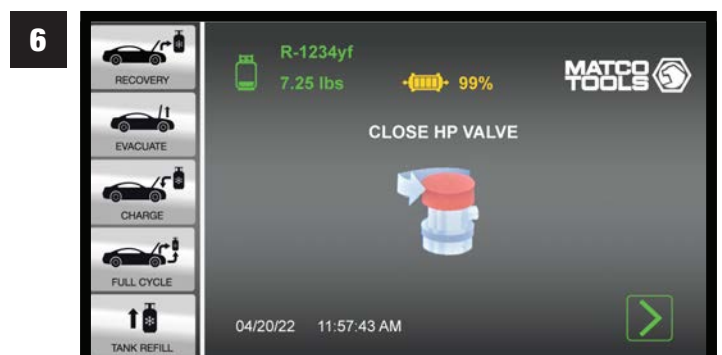 6
RECOVERY
EVACUATE
CHARGE
FULL CYCLE
TANK REFILL
R-1234yf
7.25 lbs
99%
MATCO
TOOLS
CLOSE HP VALVE
04/20/22 11:57:43 AM